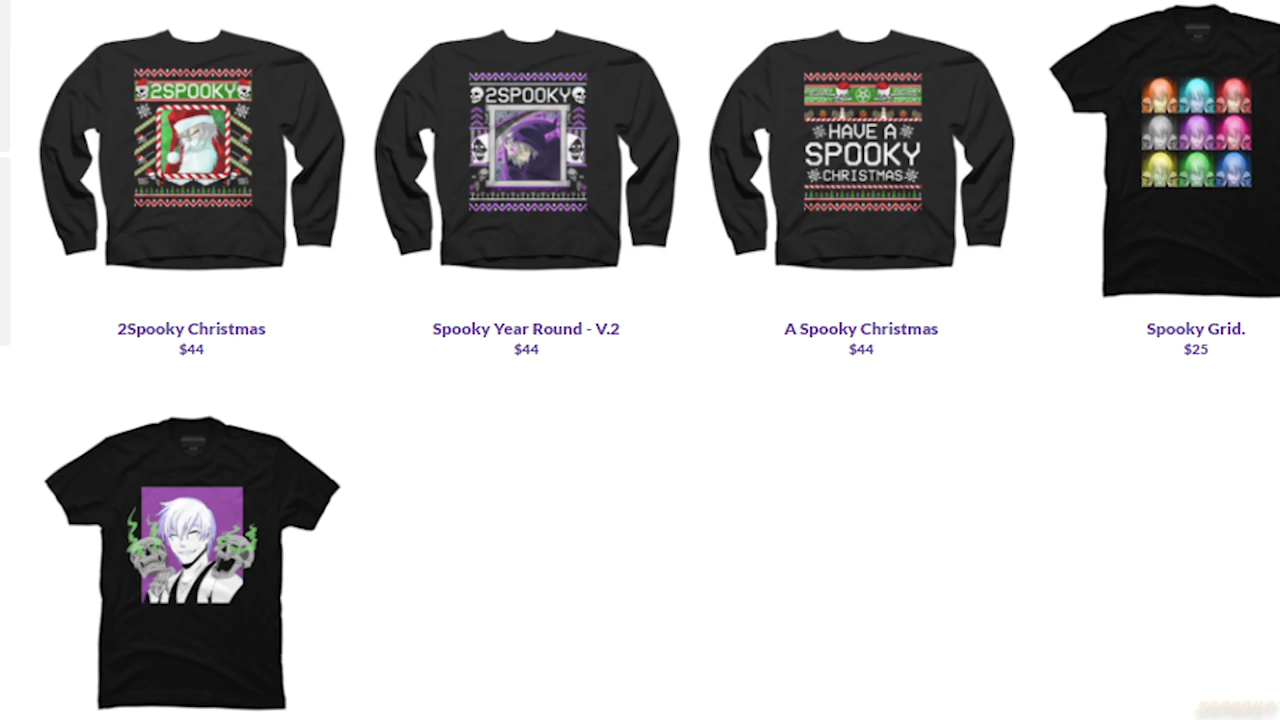 2SPOOKY
2SPOOKY
HAVE A
SPOOKY
CHRISTMAS
2Spooky Christmas
$44
Spooky Year Round - V.2
$44
A Spooky Christmas
$44
Spooky Grid.
$25